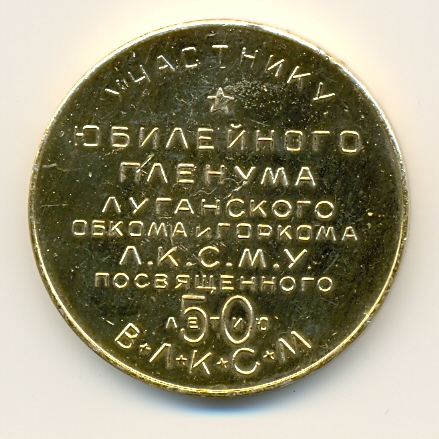 УЧАСТНИКУ
ЮБИЛЕЙНОГО
ПЛЕНУМА
ЛУГАНСКОГО
ОБКОМА И ГОРКОМА
Л.К.С.М.У.
ПОСВЯЩЕННОГО
50
ЛЕТИЮ
В•Л•К•С•М